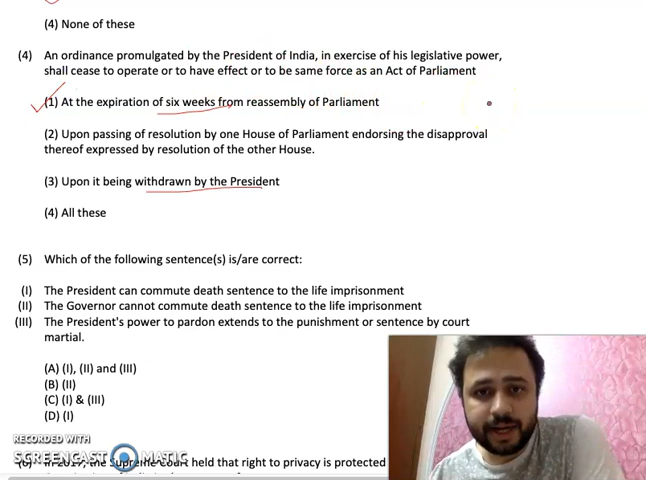 (4) None of these
(4) An ordinance promulgated by the President of India, in exercise of his legislative power,
shall cease to operate or to have effect or to be same force as an Act of Parliament
(1) At the expiration of six weeks from reassembly of Parliament
(2) Upon passing of resolution by one House of Parliament endorsing the disapproval
thereof expressed by resolution of the other House.
(3) Upon it being withdrawn by the President
(4) All these
(5) Which of the following sentence(s) is/are correct:
(I) The President can commute death sentence to the life imprisonment
(II) The Governor cannot commute death sentence to the life imprisonment
(III) The President's power to pardon extends to the punishment or sentence by court
martial.
(A) (I), (II) and (III)
(B) (II)
(C) (I) & (III)
(D) (I)
RECORDED WITH
SCREENCAST MATIC
(6) In 2017, the Supreme Court held that right to privacy is protected